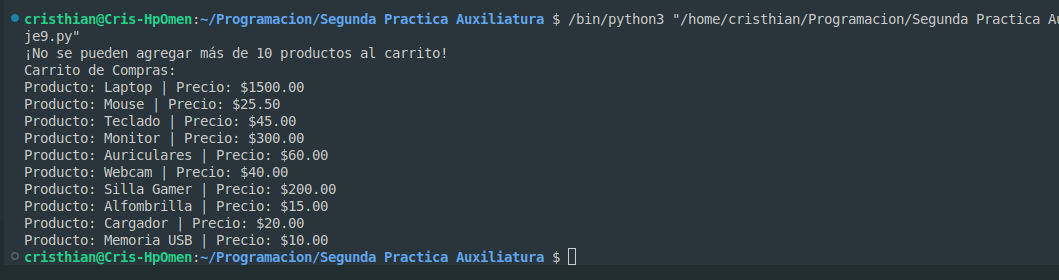 cristhian@Cris-HpOmen:~/Programacion/Segunda Practica Auxiliatura $ /bin/python3 "/home/cristhian/Programacion/Segunda Practica
je9.py"
¡No se pueden agregar más de 10 productos al carrito!
Carrito de Compras:
Producto: Laptop | Precio: $1500.00
Producto: Mouse | Precio: $25.50
Producto: Teclado | Precio: $45.00
Producto: Monitor | Precio: $300.00
Producto: Auriculares | Precio: $60.00
Producto: Webcam | Precio: $40.00
Producto: Silla Gamer | Precio: $200.00
Producto: Alfombrilla | Precio: $15.00
Producto: Cargador | Precio: $20.00
Producto: Memoria USB | Precio: $10.00
cristhian@Cris-HpOmen:~/Programacion/Segunda Practica Auxiliatura $